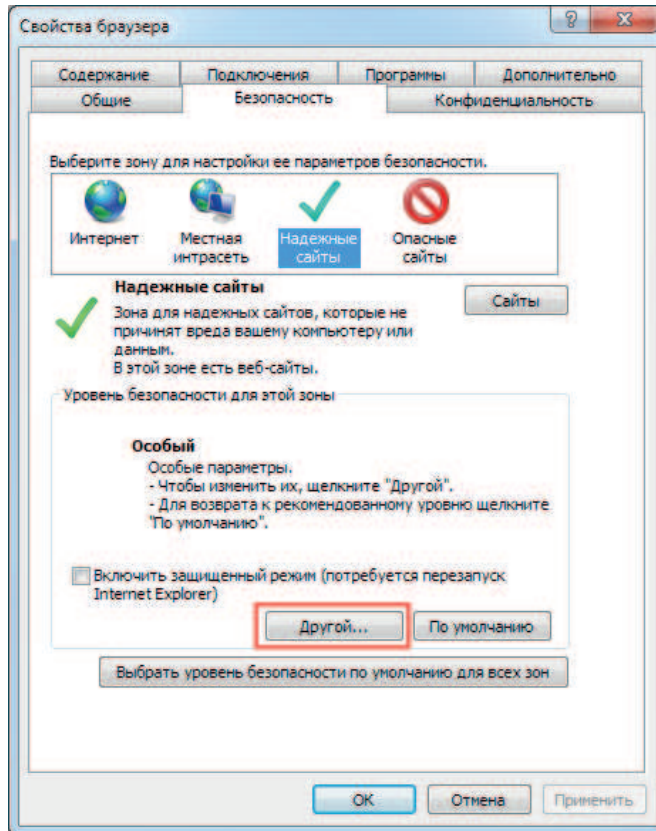 Свойства браузера
Содержание Подключения Программы Дополнительно
Общие Безопасность Конфиденциальность
Выберите зону для настройки ее параметров безопасности.
Интернет Местная интрасеть Надежные сайты Опасные сайты
Надежные сайты
Сайты
Зона для надежных сайтов, которые не
причинят вреда вашему компьютеру или
данным.
В этой зоне есть веб-сайты.
Уровень безопасности для этой зоны
Особый
Особые параметры.
- Чтобы изменить их, щелкните "Другой".
- Для возврата к рекомендованному уровню щелкните
"По умолчанию".
Включить защищенный режим (потребуется перезапуск
Internet Explorer)
Другой... По умолчанию
Выбрать уровень безопасности по умолчанию для всех зон
ОК Отмена Применить